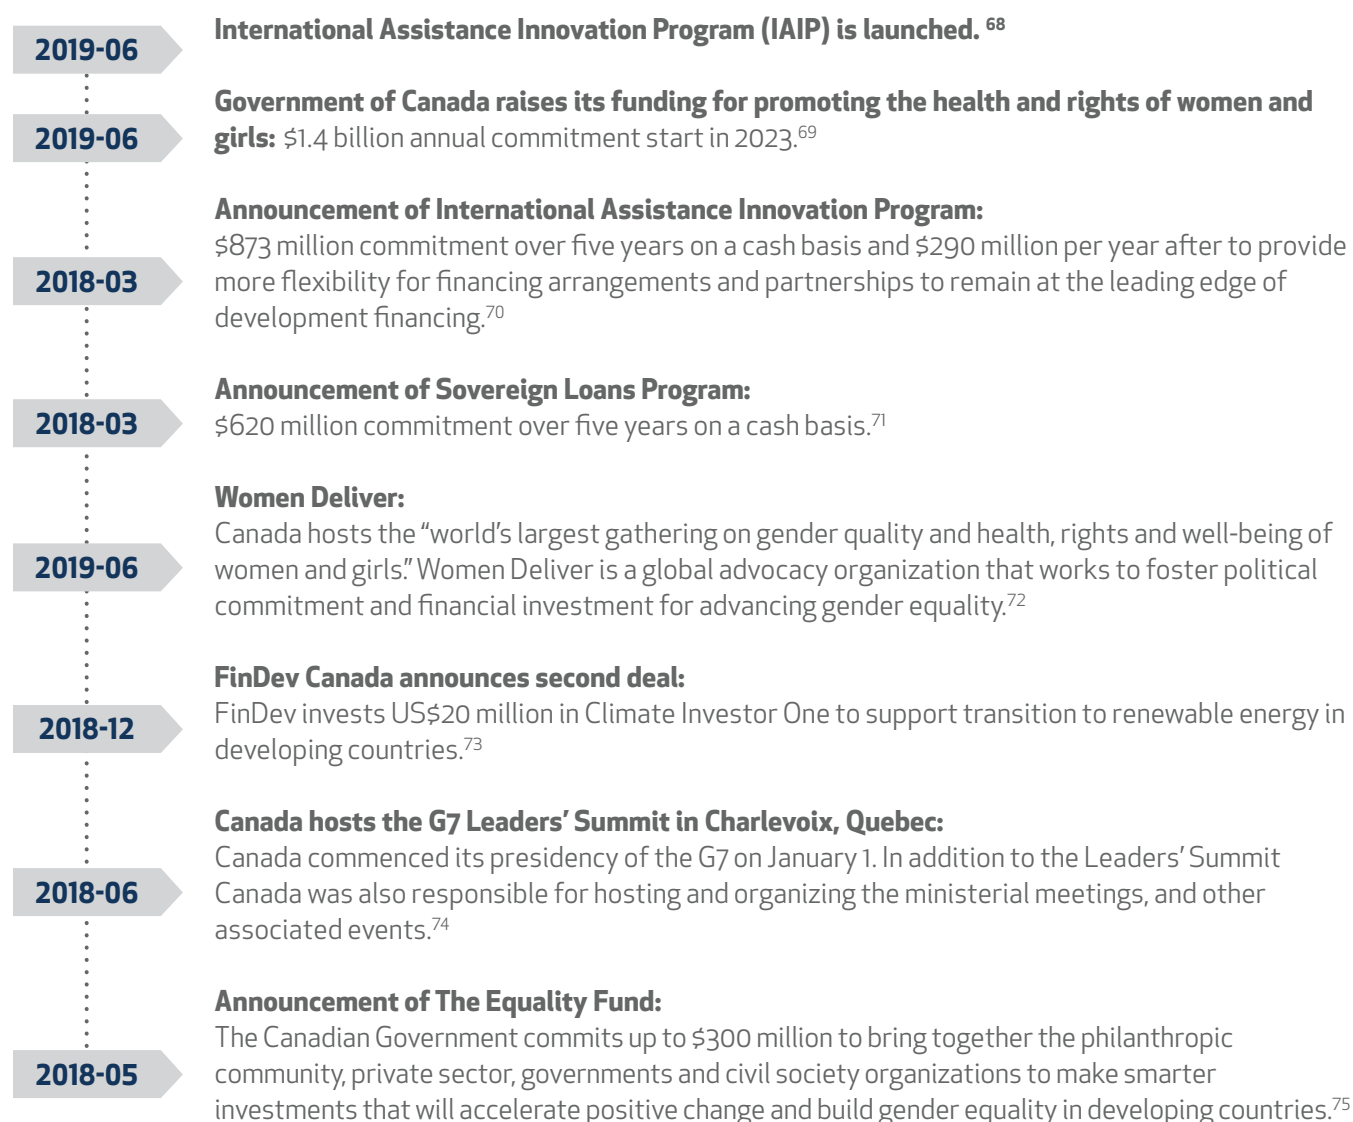 2019-06
International Assistance Innovation Program (IAIP) is launched. 68
2019-06
Government of Canada raises its funding for promoting the health and rights of women and
girls: $1.4 billion annual commitment start in 2023.69
2018-03
Announcement of International Assistance Innovation Program:
$873 million commitment over five years on a cash basis and $290 million per year after to provide
more flexibility for financing arrangements and partnerships to remain at the leading edge of
development financing.70
2018-03
Announcement of Sovereign Loans Program:
$620 million commitment over five years on a cash basis.71
2019-06
Women Deliver:
Canada hosts the “world’s largest gathering on gender quality and health, rights and well-being of
women and girls.” Women Deliver is a global advocacy organization that works to foster political
commitment and financial investment for advancing gender equality.72
2018-12
FinDev Canada announces second deal:
FinDev invests US$20 million in Climate Investor One to support transition to renewable energy in
developing countries.73
2018-06
Canada hosts the G7 Leaders’ Summit in Charlevoix, Quebec:
Canada commenced its presidency of the G7 on January 1. In addition to the Leaders’ Summit
Canada was also responsible for hosting and organizing the ministerial meetings, and other
associated events.74
2018-05
Announcement of The Equality Fund:
The Canadian Government commits up to $300 million to bring together the philanthropic
community, private sector, governments and civil society organizations to make smarter
investments that will accelerate positive change and build gender equality in developing countries.75